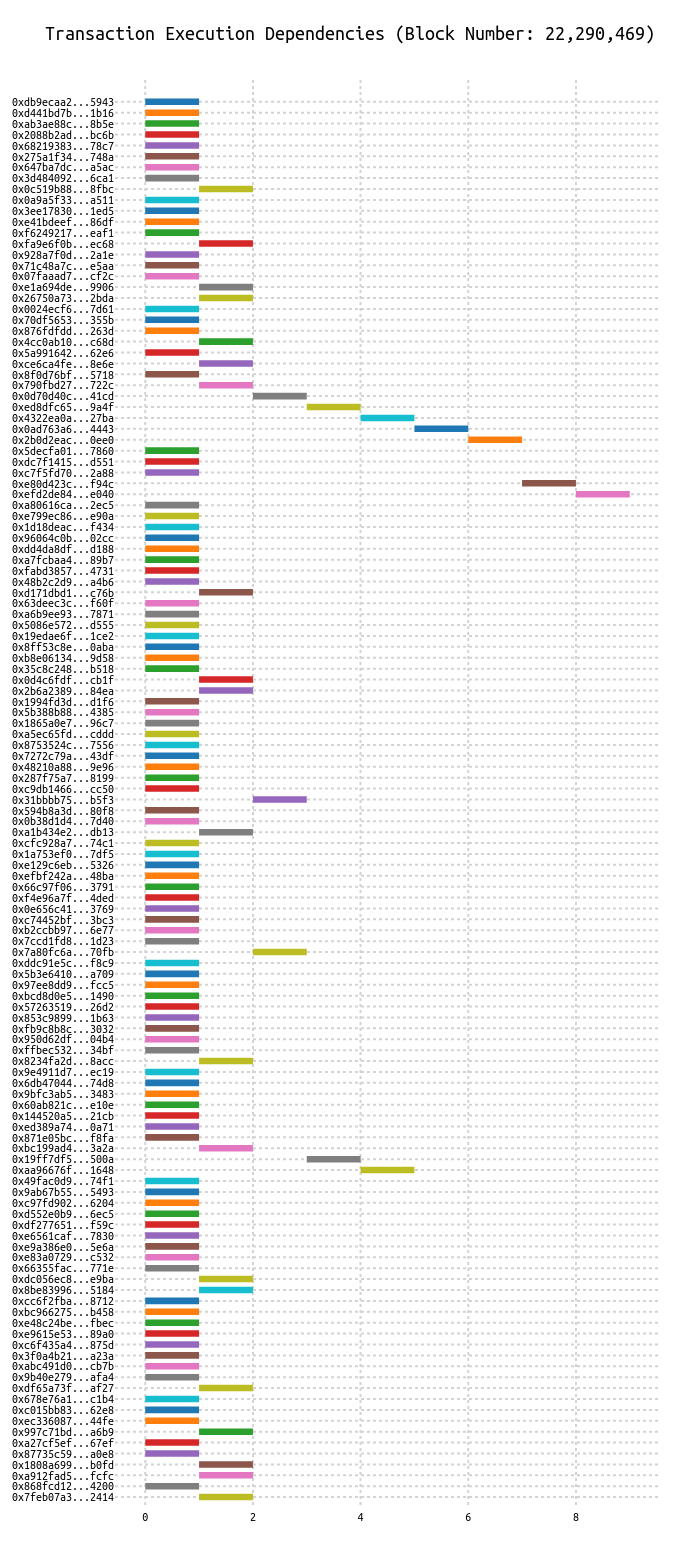 Transaction Execution Dependencies (Block Number: 22,290,469)
0xdb9ecaa2...5943
0xd441bd7b...1b16
0xab3ae88c...8b5e
0x2088b2ad...bc6b
0x68219383...78c7
0x275a1f34...748a
0x647ba7dc...a5ac
0x3d484092...6ca1
0x0c519b88...8fbc
0x0a9a5f33...a511
0x3ee17830...1ed5
0xe41bdeef...86df
0xf6249217...eaf1
0xfa9e6f0b...ec68
0x928a7f0d...2a1e
0x71c48a7c...e5aa
0x07faaad7...cf2c
0xe1a694de...9906
0x26750a73...2bda
0x0024ecf6...7d61
0x70df5653...355b
0x876fdfdd...263d
0x4cc0ab10...c68d
0x5a991642...62e6
0xce6ca4fe...8e6e
0x8f0d76bf...5718
0x790fbd27...722c
0x0d70d40c...41cd
0xed8dfc65...9a4f
0x4322ea0a...27ba
0x0ad763a6...4443
0x2b0d2eac...0ee0
0x5decfa01...7860
0xdc7f1415...d551
0xc7f5fd70...2a88
0xe80d423c...f94c
0xefd2de84...e040
0xa80616ca...2ec5
0xe799ec86...e90a
0x1d18deac...f434
0x96064c0b...02cc
0xdd4da8df...d188
0xa7fcbaa4...89b7
0xfabd3857...4731
0x48b2c2d9...a4b6
0xd171dbd1...c76b
0x63deec3c...f60f
0xa6b9ee93...7871
0x5086e572...d555
0x19edae6f...1ce2
0x8ff53c8e...0aba
0xb8e06134...9d58
0x35c8c248...b518
0x0d4c6fdf...cb1f
0x2b6a2389...84ea
0x1994fd3d...d1f6
0x5b388b88...4385
0x1865a0e7...96c7
0xa5ec65fd...cddd
0x8753524c...7556
0x7272c79a...43df
0x48210a88...9e96
0x287f75a7...8199
0xc9db1466...cc50
0x31bbbb75...b5f3
0x594b8a3d...80f8
0x0b38d1d4...7d40
0xa1b434e2...db13
0xcfc928a7...74c1
0x1a753ef0...7df5
0xe129c6eb...5326
0xefbf242a...48ba
0x66c97f06...3791
0xf4e96a7f...4ded
0x0e656c41...3769
0xc74452bf...3bc3
0xb2ccbb97...6e77
0x7ccd1fd8...1d23
0x7a80fc6a...70fb
0xddc91e5c...f8c9
0x5b3e6410...a709
0x97ee8dd9...fcc5
0xbcd8d0e5...1490
0x57263519...26d2
0x853c9899...1b63
0xfb9c8b8c...3032
0x950d62df...04b4
0xffbec532...34bf
0x8234fa2d...8acc
0x9e4911d7...ec19
0x6db47044...74d8
0x9bfc3ab5...3483
0x60ab821c...e10e
0x144520a5...21cb
0xed389a74...0a71
0x871e05bc...f8fa
0xbc199ad4...3a2a
0x19ff7df5...500a
0xaa96676f...1648
0x49fac0d9...74f1
0x9ab67b55...5493
0xc97fd902...6204
0xd552e0b9...6ec5
0xdf277651...f59c
0xe6561caf...7830
0xe9a386e0...5e6a
0xe83a0729...c532
0x66355fac...771e
0xdc056ec8...e9ba
0x8be83996...5184
0xcc6f2fba...8712
0xbc966275...b458
0xe48c24be...fbec
0xe9615e53...89a0
0xc6f435a4...875d
0x3f0a4b21...a23a
0xabc491d0...cb7b
0x9b40e279...afa4
0xdf65a73f...af27
0x678e76a1...c1b4
0xc015bb83...62e8
0xec336087...44fe
0x997c71bd...a6b9
0xa27cf5ef...67ef
0x87735c59...a0e8
0x1808a699...b0fd
0xa912fad5...fcfc
0x868fcd12...4200
0x7feb07a3...2414
0 2 4 6 8